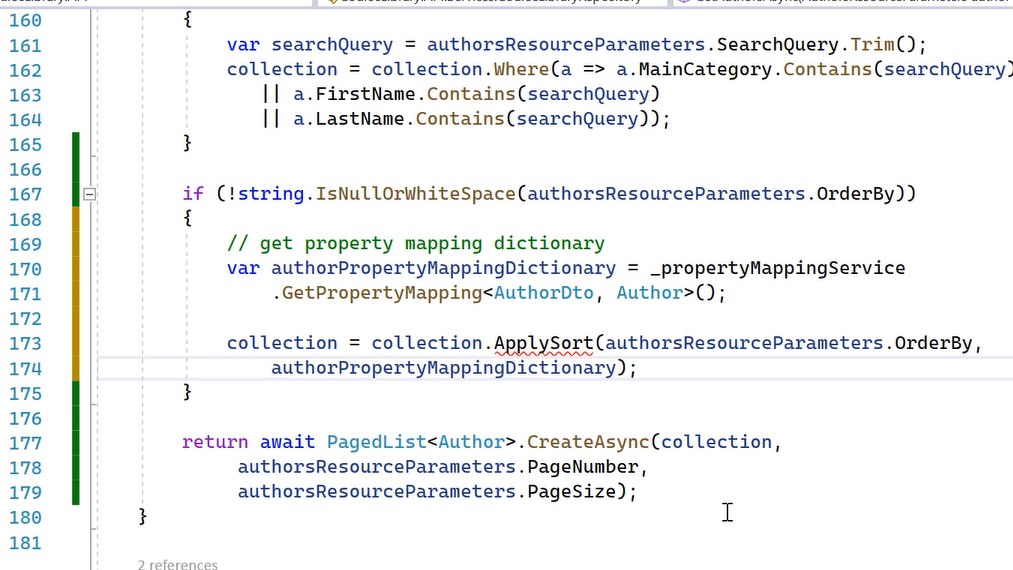 160 {
161 var searchQuery = authorsResourceParameters.SearchQuery.Trim();
162 collection = collection.Where(a => a.MainCategory.Contains(searchQuery)
163 || a.FirstName.Contains(searchQuery)
164 || a.LastName.Contains(searchQuery));
165 }
166
167 if (!string.IsNullOrWhiteSpace(authorsResourceParameters.OrderBy))
168 {
169 // get property mapping dictionary
170 var authorPropertyMappingDictionary = _propertyMappingService
171 .GetPropertyMapping<AuthorDto, Author>();
172
173 collection = collection.ApplySort(authorsResourceParameters.OrderBy,
174 authorPropertyMappingDictionary);
175 }
176
177 return await PagedList<Author>.CreateAsync(collection,
178 authorsResourceParameters.PageNumber,
179 authorsResourceParameters.PageSize);
180 }
181
2 references